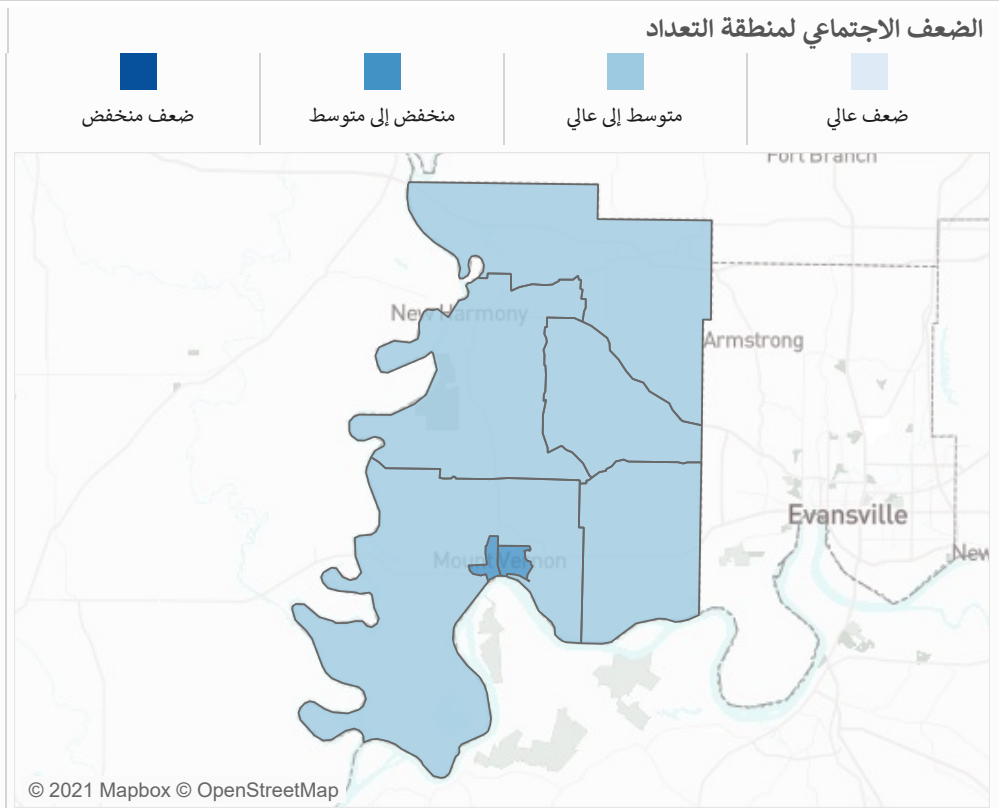 الضعف الاجتماعي لمنطقة التعداد
ضعف عالي
متوسط إلى عالي
منخفض إلى متوسط
ضعف منخفض
Fort Branch
New Harmony
Armstrong
Evansville
New
Mount Vernon
© 2021 Mapbox © OpenStreetMap